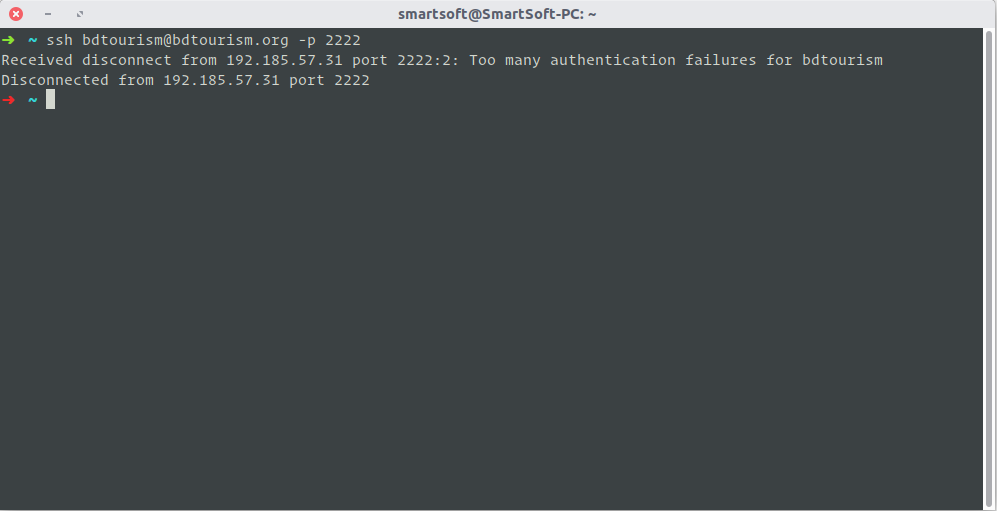 smartsoft@SmartSoft-PC: ~
➜ ~ ssh bdtourism@bdtourism.org -p 2222
Received disconnect from 192.185.57.31 port 2222:2: Too many authentication failures for bdtourism
Disconnected from 192.185.57.31 port 2222
➜ ~